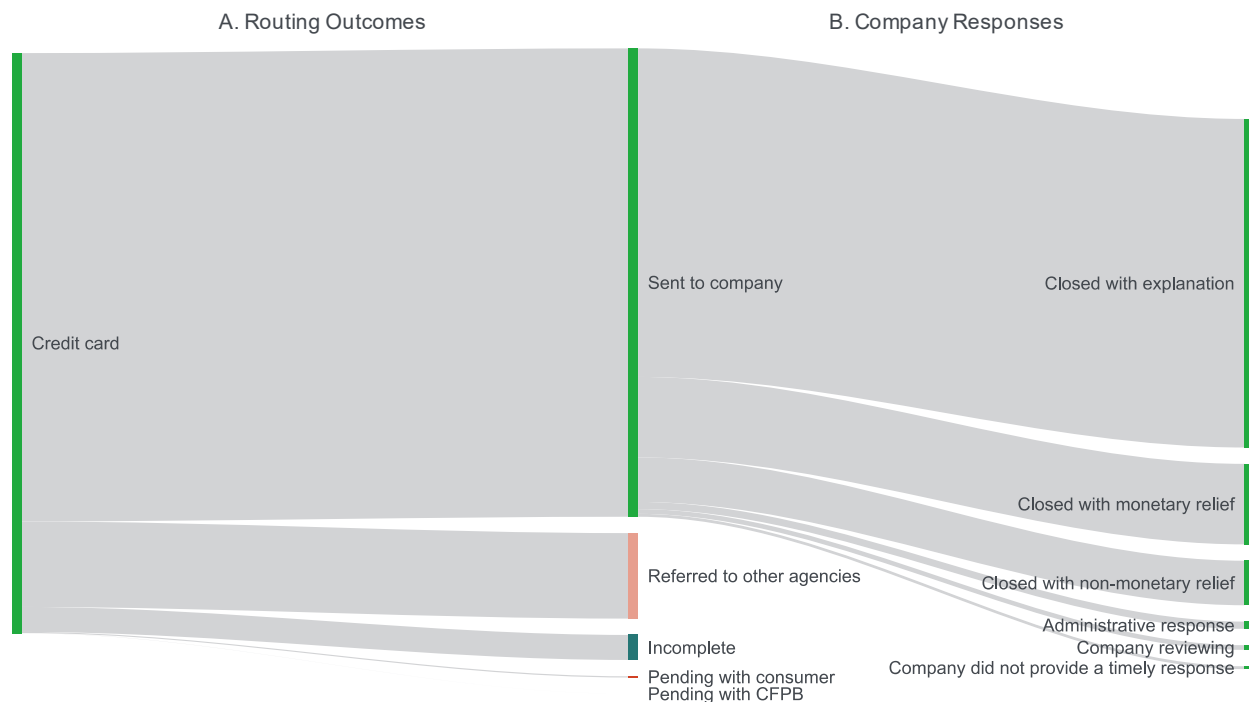 A. Routing Outcomes
B. Company Responses
Credit card
Sent to company
Referred to other agencies
Incomplete
Pending with consumer
Pending with CFPB
Closed with explanation
Closed with monetary relief
Closed with non-monetary relief
Administrative response
Company reviewing
Company did not provide a timely response